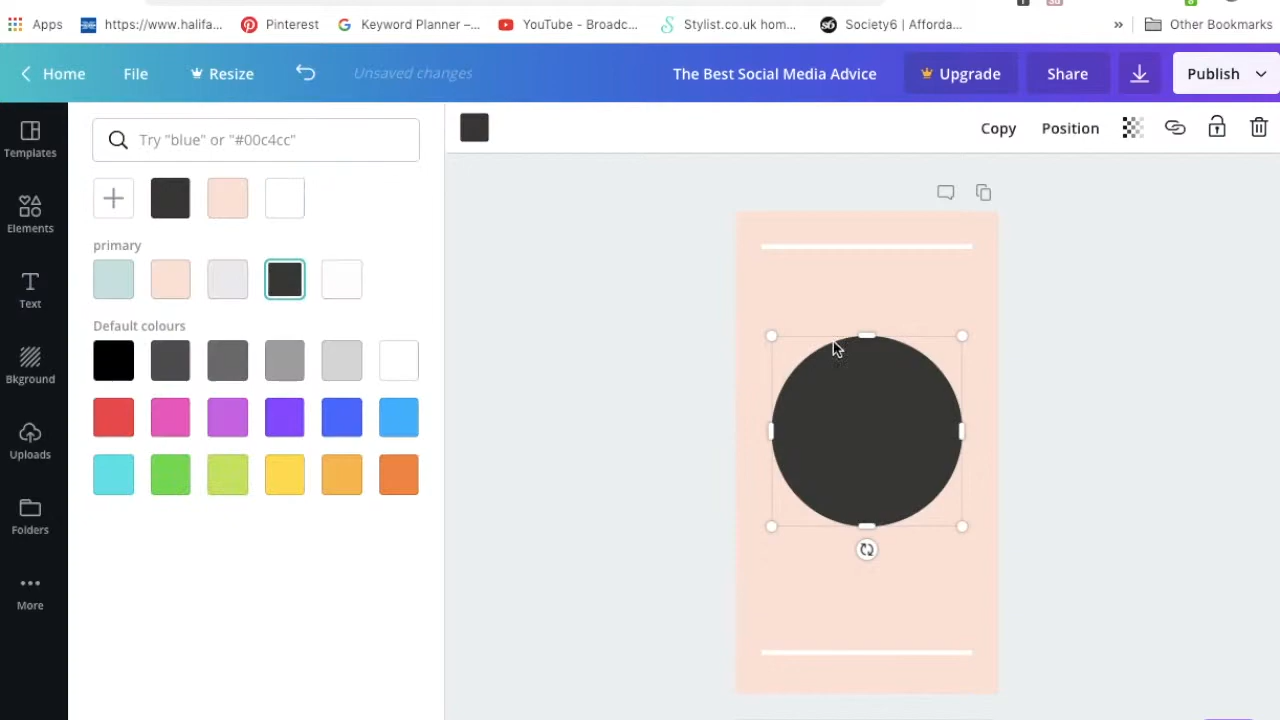 Apps https://www.halifa... Pinterest Keyword Planner –... YouTube - Broadc... Stylist.co.uk hom... Society6 | Afforda... » Other Bookmarks
Home File Resize Unsaved changes The Best Social Media Advice Upgrade Share Publish
Templates
Elements
Text
Bkground
Uploads
Folders
More
Try "blue" or "#00c4cc"
primary
Default colours
Copy Position